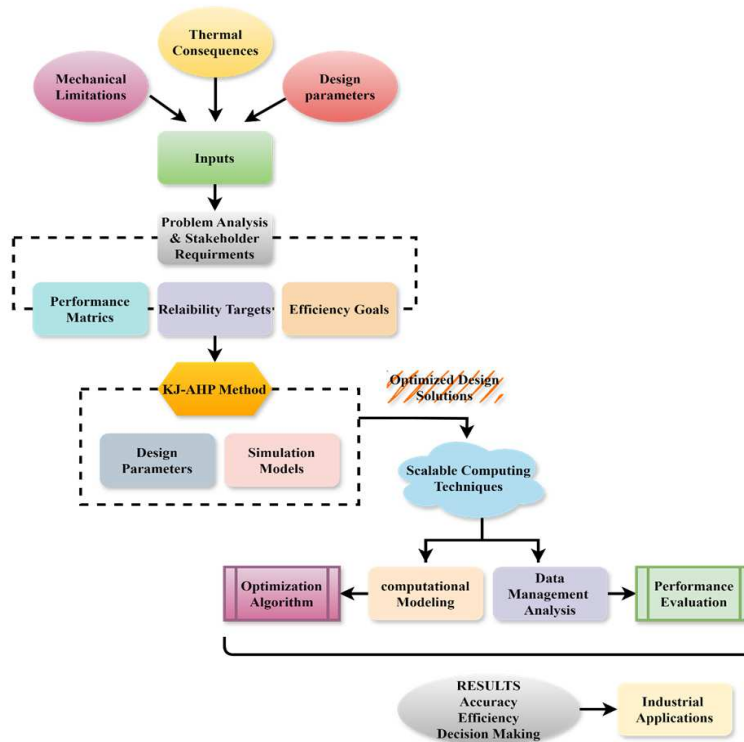 Thermal
Consequences
Mechanical
Limitations
Design
parameters
Inputs
Problem Analysis
& Stakeholder
Requirments
Performance
Matrics
Relaibility Targets
Efficiency Goals
KJ-AHP Method
Optimized Design
Solutions
Design
Parameters
Simulation
Models
Scalable Computing
Techniques
Optimization
Algorithm
computational
Modeling
Data
Management
Analysis
Performance
Evaluation
RESULTS
Accuracy
Efficiency
Decision Making
Industrial
Applications